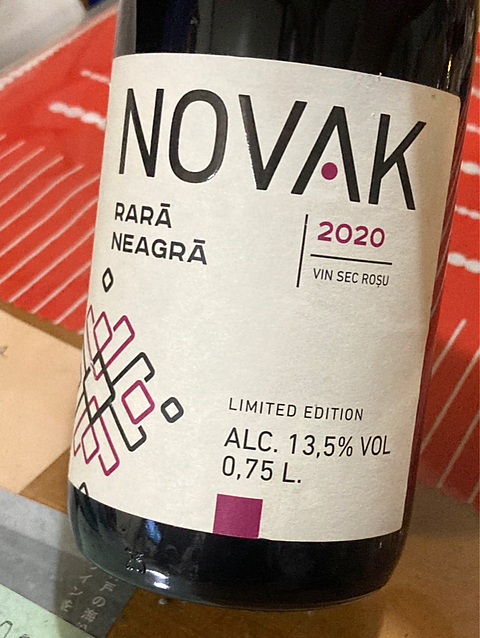 NOVAK
RARĀ
NEAGRĀ
2020
VIN SEC ROȘU
LIMITED EDITION
ALC. 13,5% VOL
0,75 L.